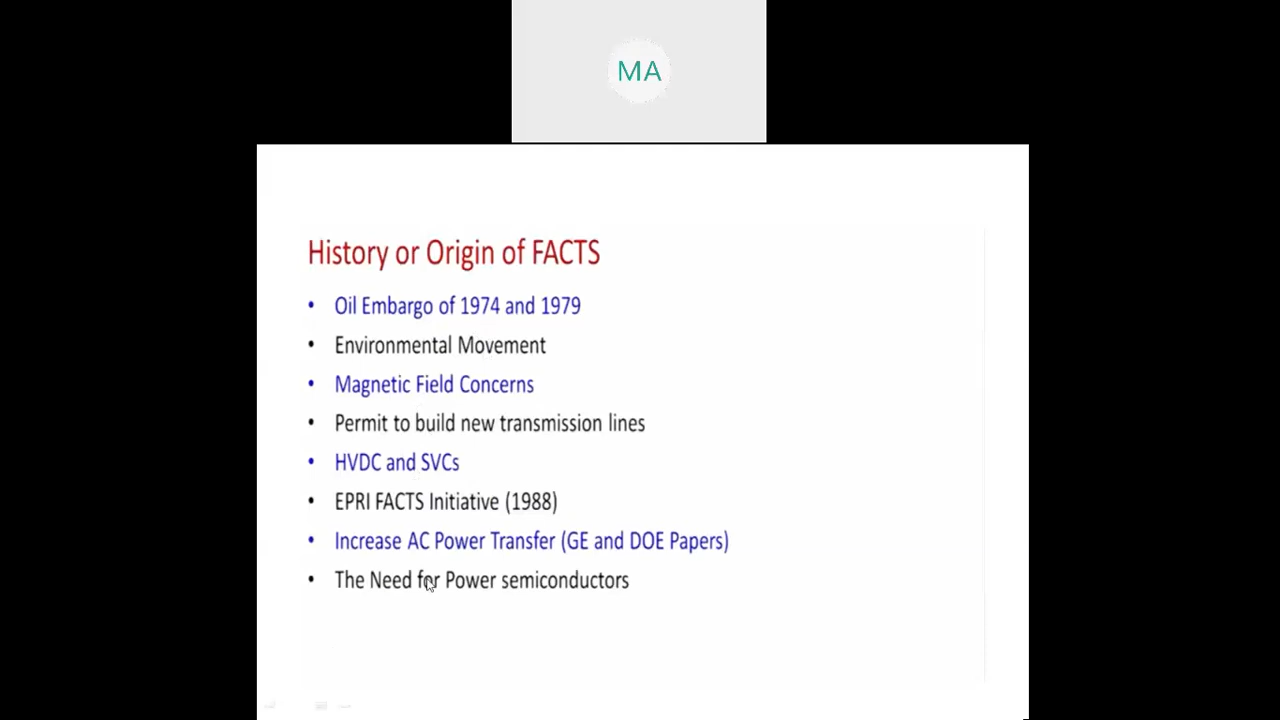 MA
History or Origin of FACTS
• Oil Embargo of 1974 and 1979
• Environmental Movement
• Magnetic Field Concerns
• Permit to build new transmission lines
• HVDC and SVCs
• EPRI FACTS Initiative (1988)
• Increase AC Power Transfer (GE and DOE Papers)
• The Need for Power semiconductors